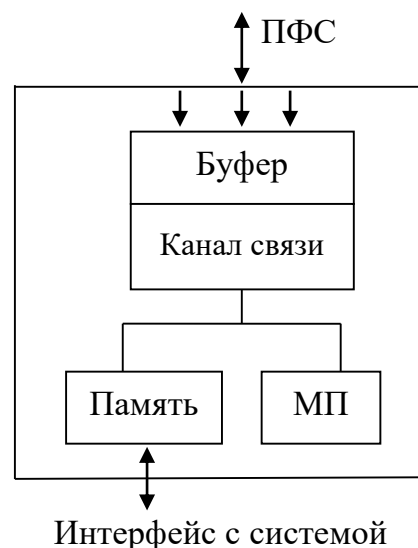 ПФС
Буфер
Канал связи
Память МП
Интерфейс с системой